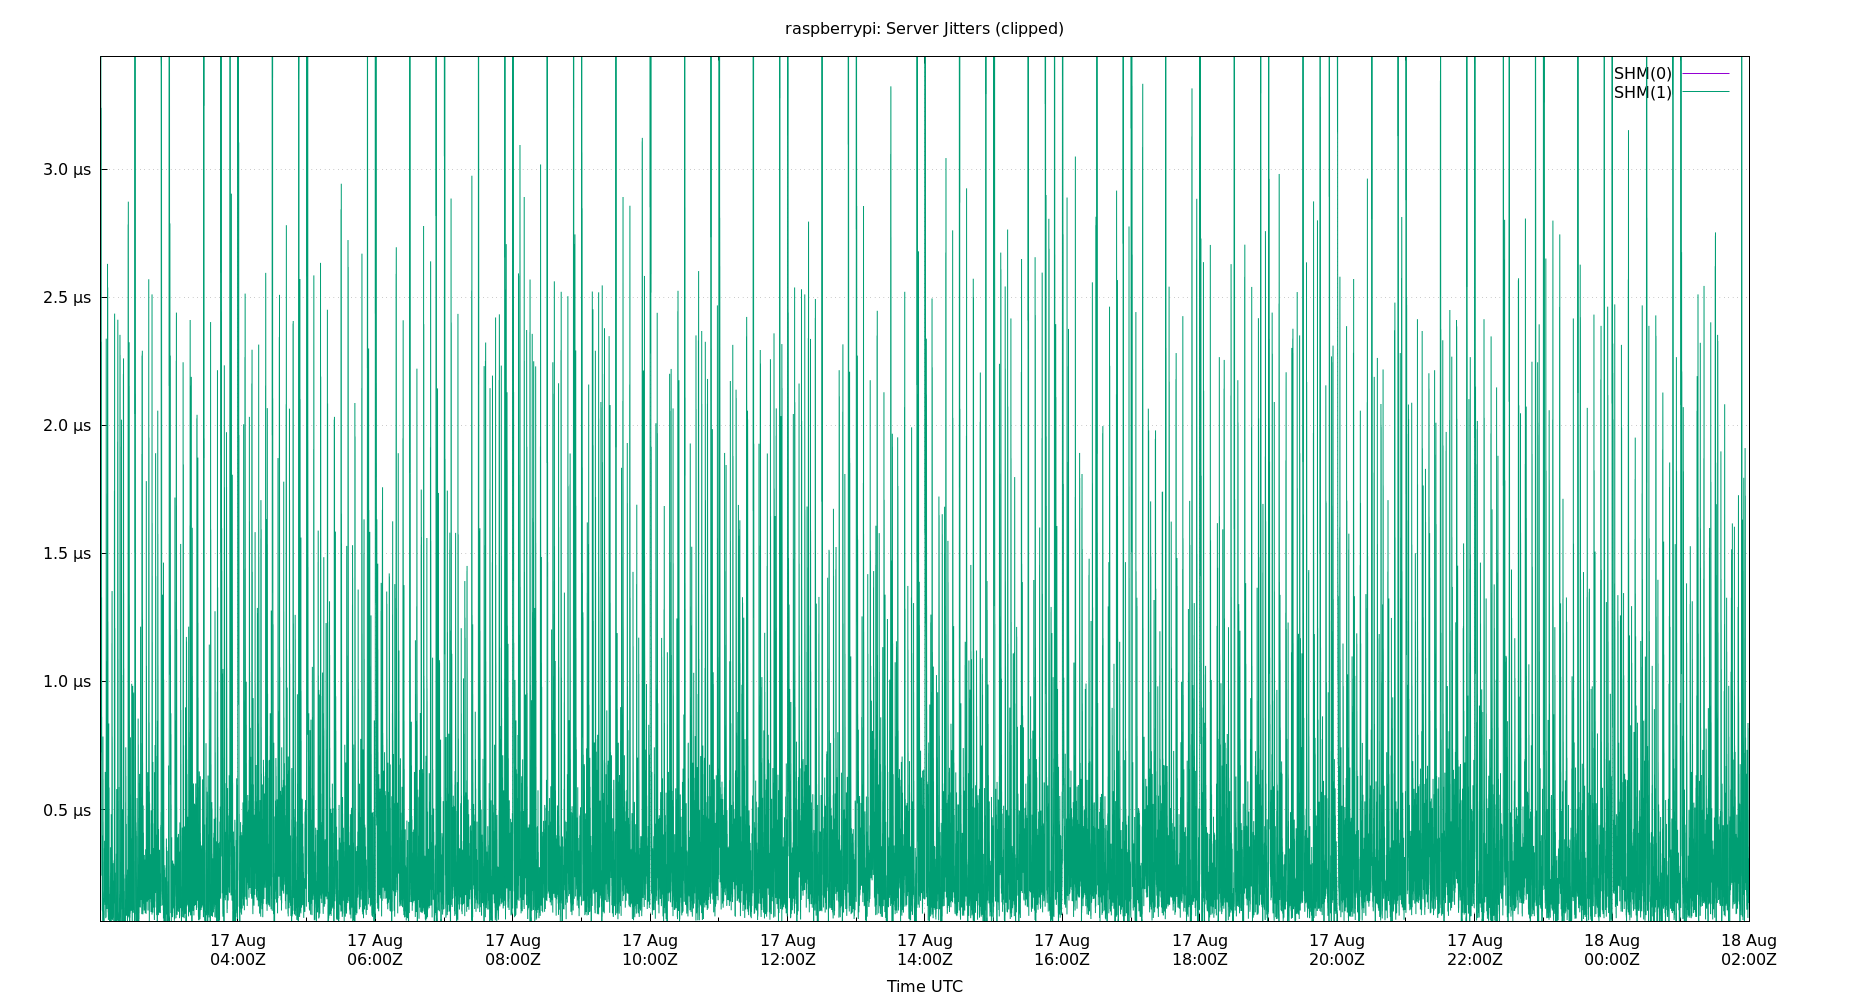 raspberrypi: Server Jitters (clipped)
SHM(0)
SHM(1)
3.0 µs
2.5 µs
2.0 µs
1.5 µs
1.0 µs
0.5 µs
17 Aug 17 Aug 17 Aug 17 Aug 17 Aug 17 Aug 17 Aug 17 Aug 17 Aug 17 Aug 18 Aug 18 Aug
04:00Z 06:00Z 08:00Z 10:00Z 12:00Z 14:00Z 16:00Z 18:00Z 20:00Z 22:00Z 00:00Z 02:00Z
Time UTC